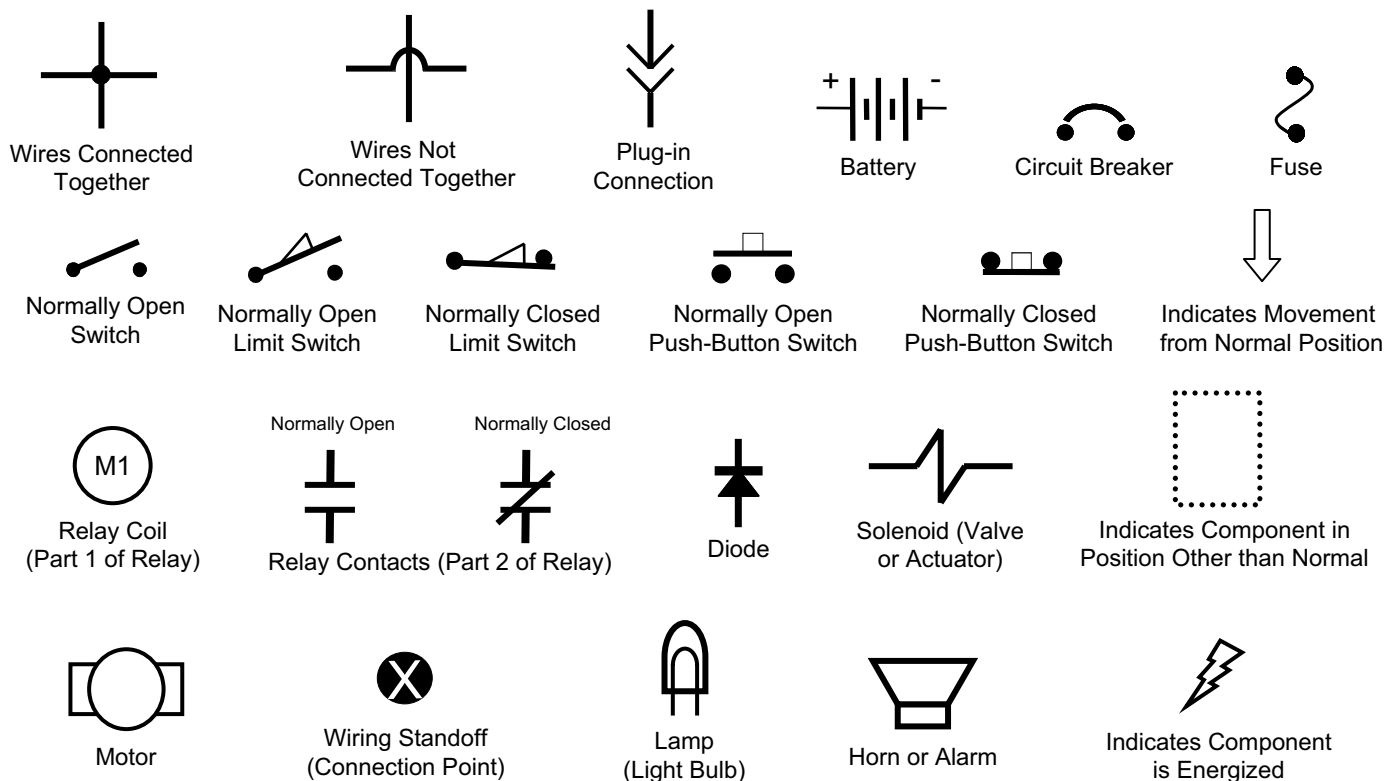 Wires Connected
Together
Wires Not
Connected Together
Plug-in
Connection
+ -
Battery
Circuit Breaker
Fuse
Normally Open
Switch
Normally Open
Limit Switch
Normally Closed
Limit Switch
Normally Open
Push-Button Switch
Normally Closed
Push-Button Switch
Indicates Movement
from Normal Position
M1
Relay Coil
(Part 1 of Relay)
Normally Open
Normally Closed
Relay Contacts (Part 2 of Relay)
Diode
Solenoid (Valve
or Actuator)
Indicates Component in
Position Other than Normal
Motor
X
Wiring Standoff
(Connection Point)
Lamp
(Light Bulb)
Horn or Alarm
Indicates Component
is Energized